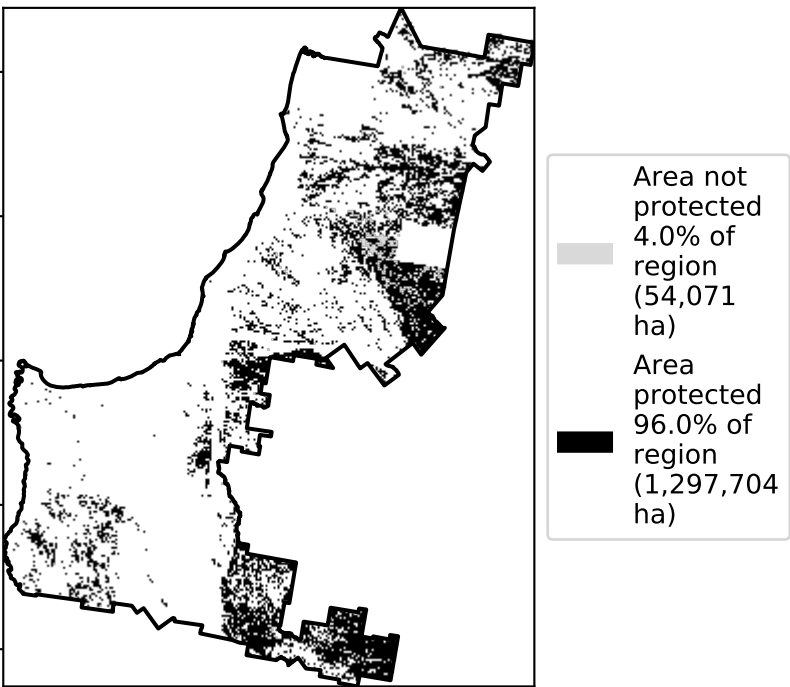 Area not
protected
4.0% of
region
(54,071
ha)
Area
protected
96.0% of
region
(1,297,704
ha)